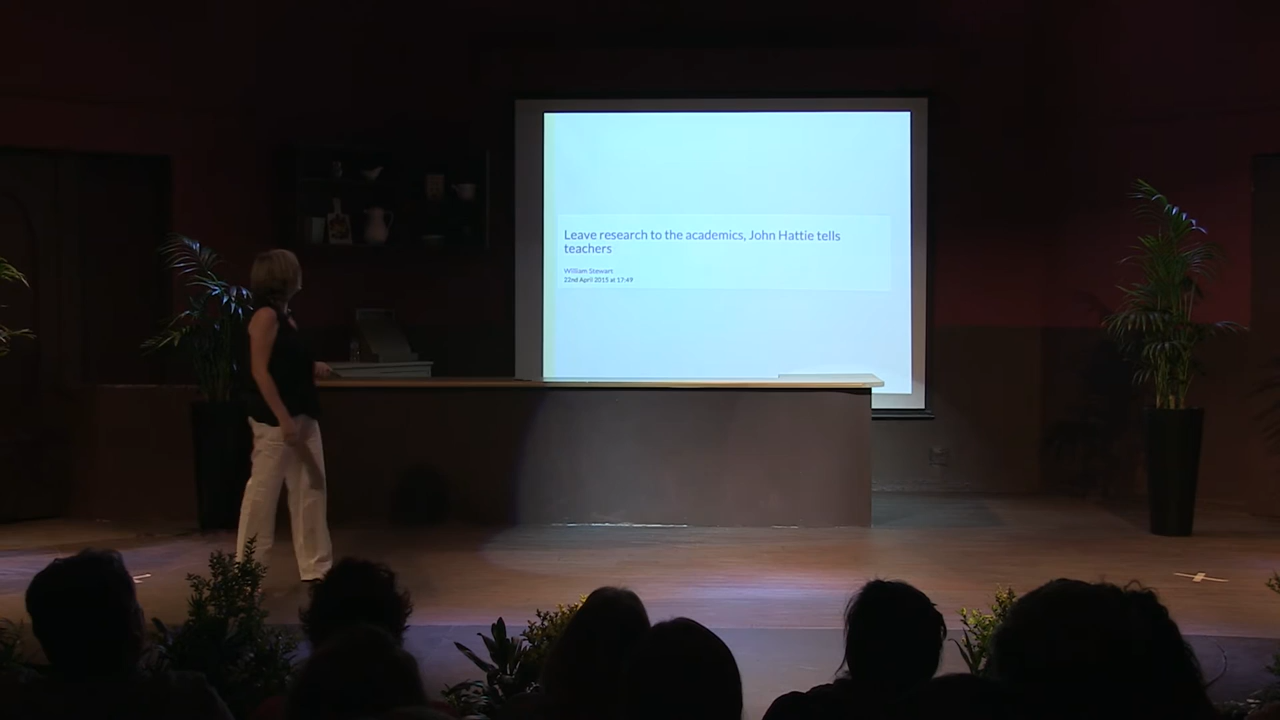 Leave research to the academics, John Hattie tells
teachers
William Stewart
22nd April 2015 at 17:49